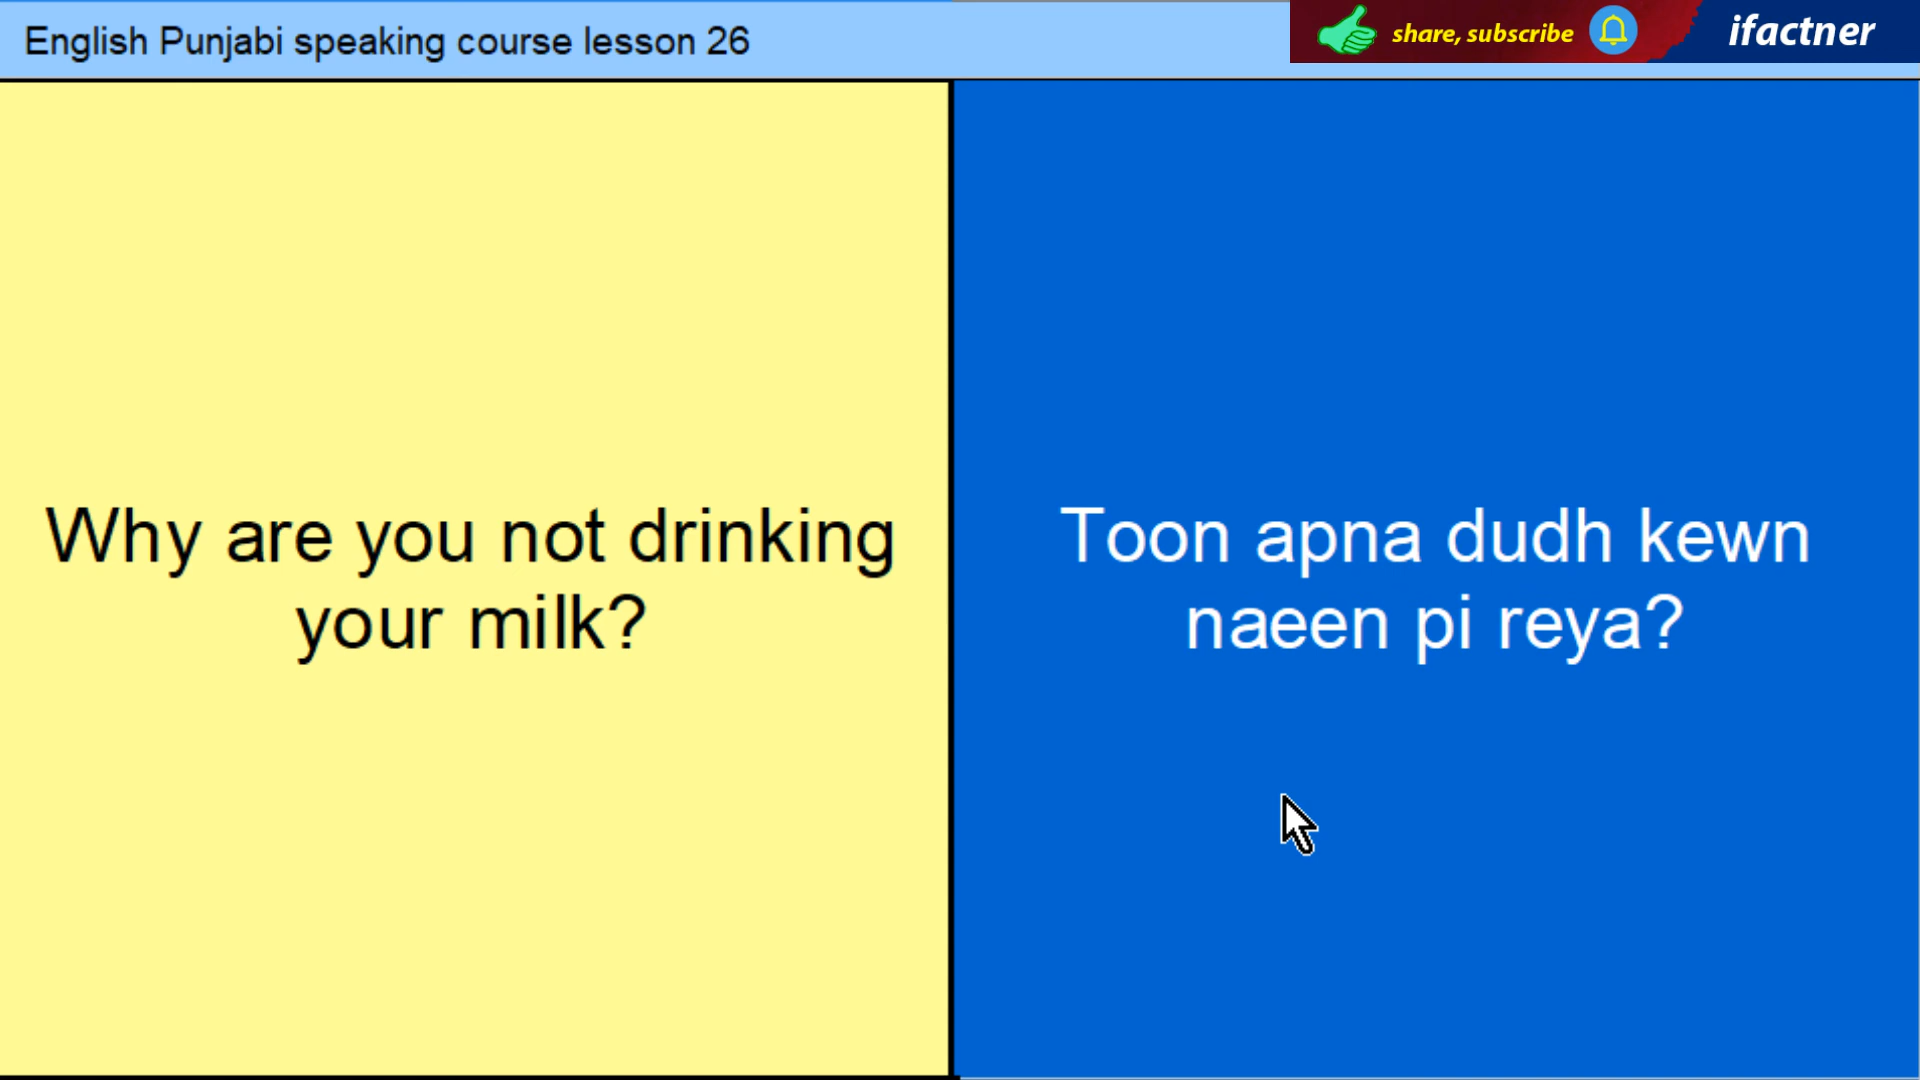 English Punjabi speaking course lesson 26
share, subscribe
ifactner
Why are you not drinking
your milk?
Toon apna dudh kewn
naeen pi reya?